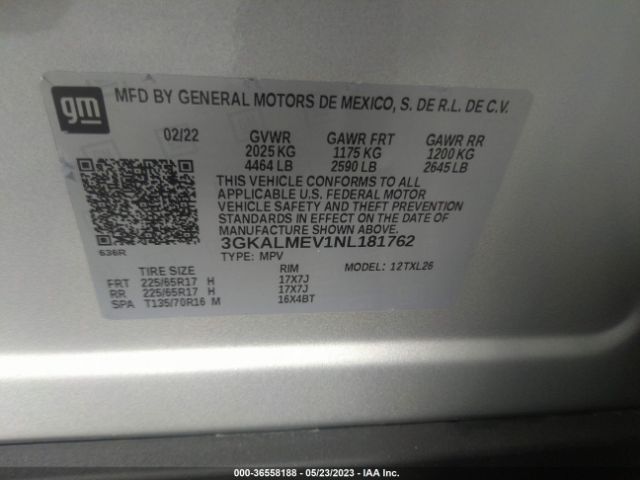 gm
MFD BY GENERAL MOTORS DE MEXICO, S. DE R.L. DE C.V.
02/22 GVWR GAWR FRT GAWR RR
2025 KG 1175 KG 1200 KG
4464 LB 2590 LB 2645 LB
THIS VEHICLE CONFORMS TO ALL
APPLICABLE U.S. FEDERAL MOTOR
VEHICLE SAFETY AND THEFT PREVENTION
STANDARDS IN EFFECT ON THE DATE OF
MANUFACTURE SHOWN ABOVE.
3GKALMEV1NL181762
636R TYPE: MPV MODEL: 12TXL26
TIRE SIZE RIM
FRT 225/65R17 H 17X7J
RR 225/65R17 H 17X7J
SPA T135/70R16 M 16X4BT
000-36558188 - 05/23/2023 - IAA Inc.